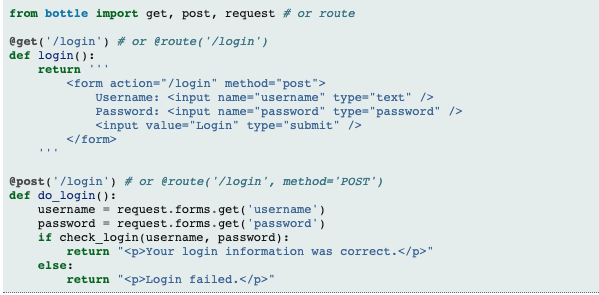 from bottle import get, post, request # or route

@get('/login') # or @route('/login')
def login():
    return '''
        <form action="/login" method="post">
            Username: <input name="username" type="text" />
            Password: <input name="password" type="password" />
            <input value="Login" type="submit" />
        </form>
    '''

@post('/login') # or @route('/login', method='POST')
def do_login():
    username = request.forms.get('username')
    password = request.forms.get('password')
    if check_login(username, password):
        return "<p>Your login information was correct.</p>"
    else:
        return "<p>Login failed.</p>"